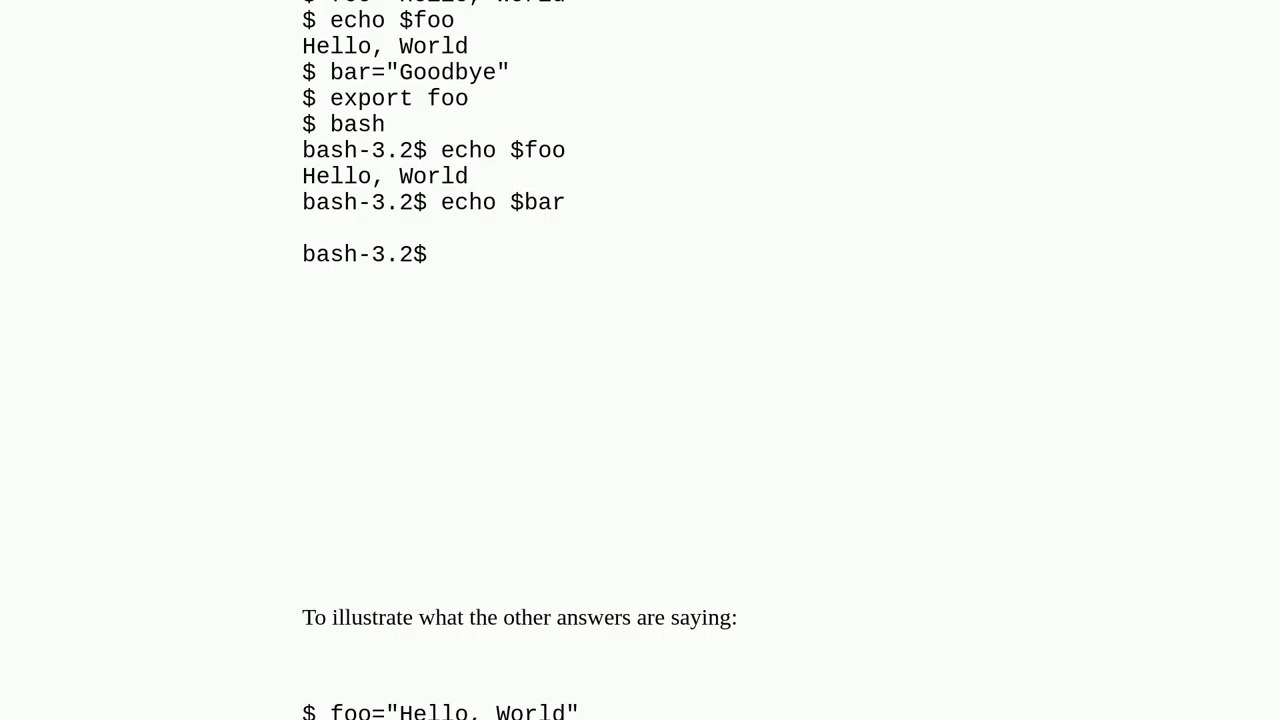 $ echo $foo
Hello, World
$ bar="Goodbye"
$ export foo
$ bash
bash-3.2$ echo $foo
Hello, World
bash-3.2$ echo $bar
bash-3.2$
To illustrate what the other answers are saying:
$ foo="Hello, World"